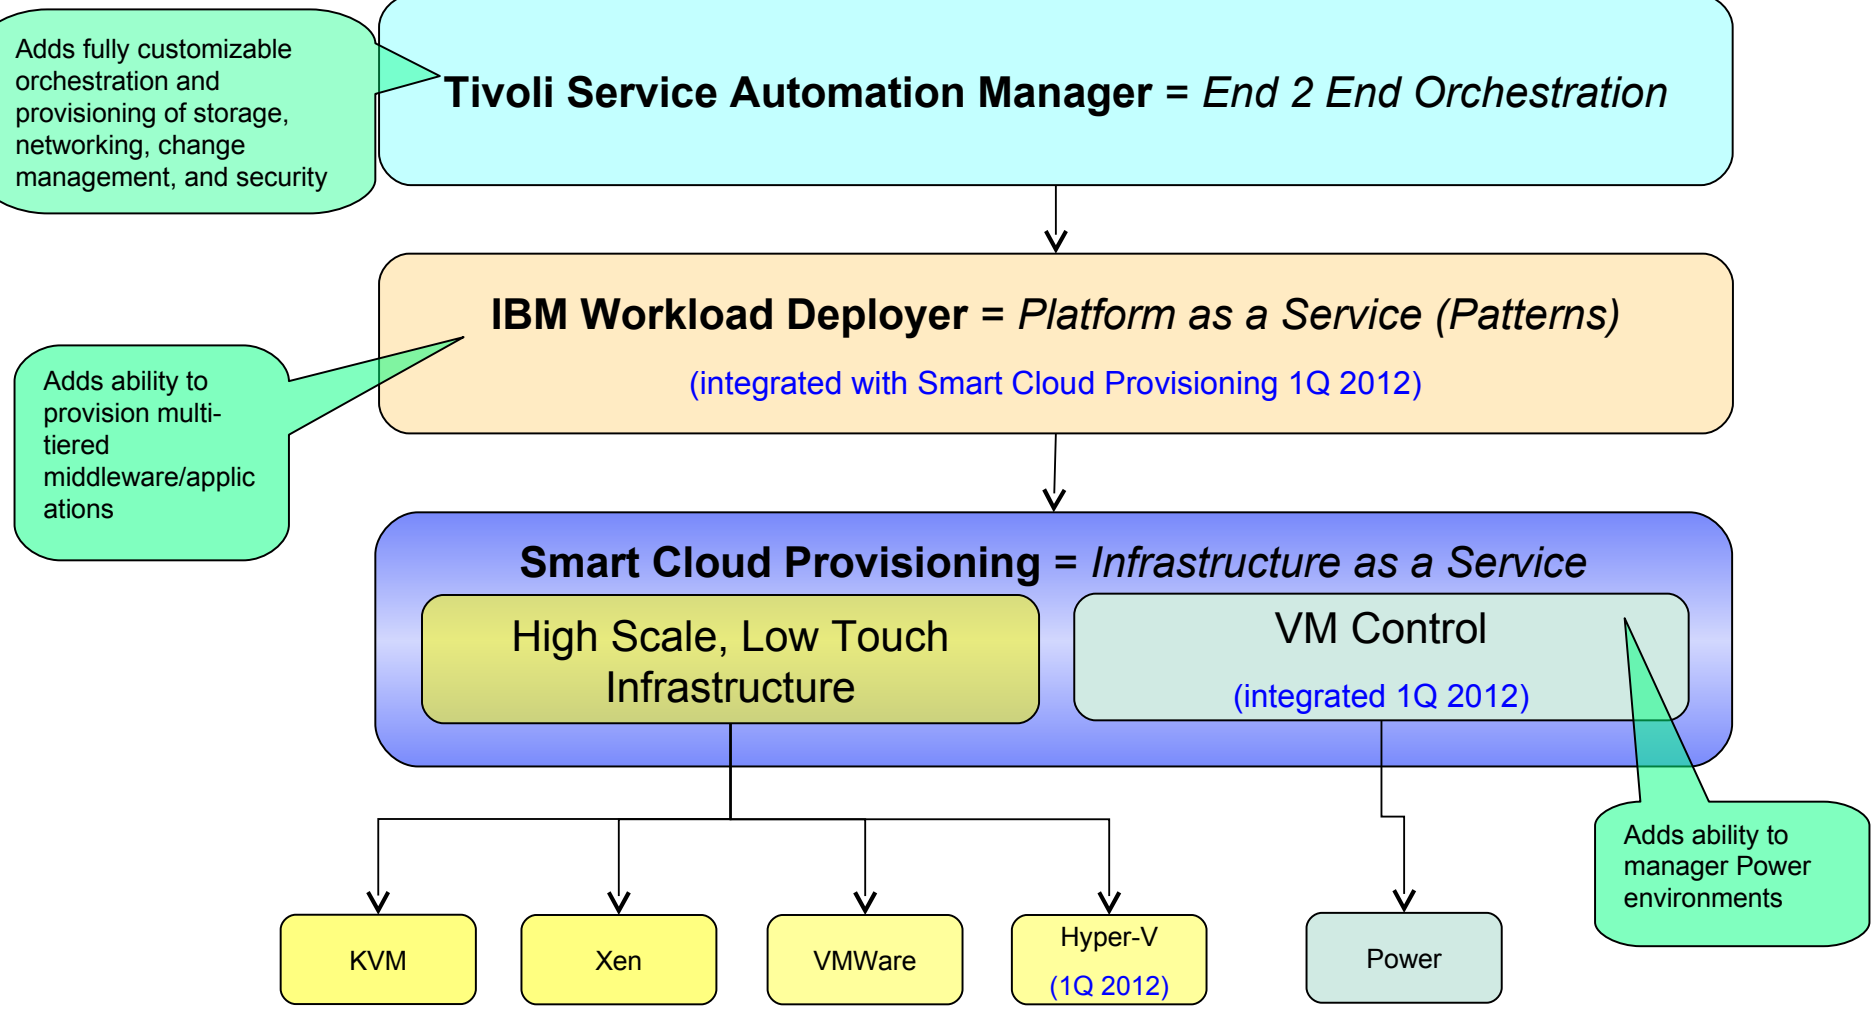 Adds fully customizable
orchestration and
provisioning of storage,
networking, change
management, and security
Tivoli Service Automation Manager = End 2 End Orchestration
IBM Workload Deployer = Platform as a Service (Patterns)
(integrated with Smart Cloud Provisioning 1Q 2012)
Adds ability to
provision multi-
tiered
middleware/applic
ations
Smart Cloud Provisioning = Infrastructure as a Service
High Scale, Low Touch
Infrastructure
VM Control
(integrated 1Q 2012)
Adds ability to
manager Power
environments
KVM
Xen
VMWare
Hyper-V
(1Q 2012)
Power